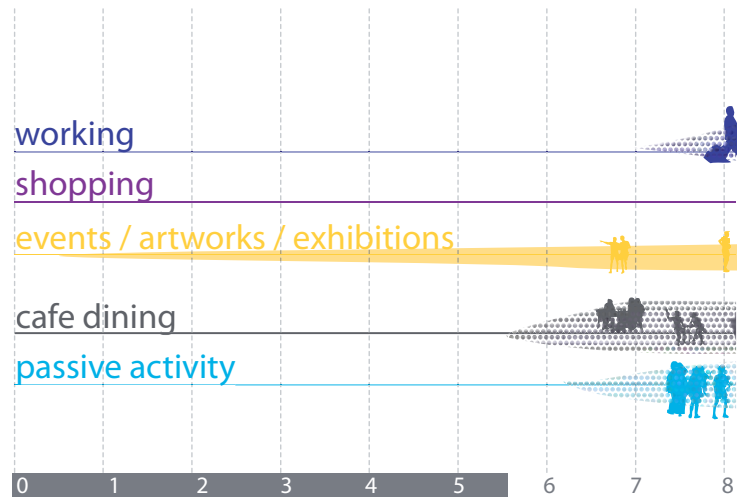 working
shopping
events / artworks / exhibitions
cafe dining
passive activity
0 1 2 3 4 5 6 7 8